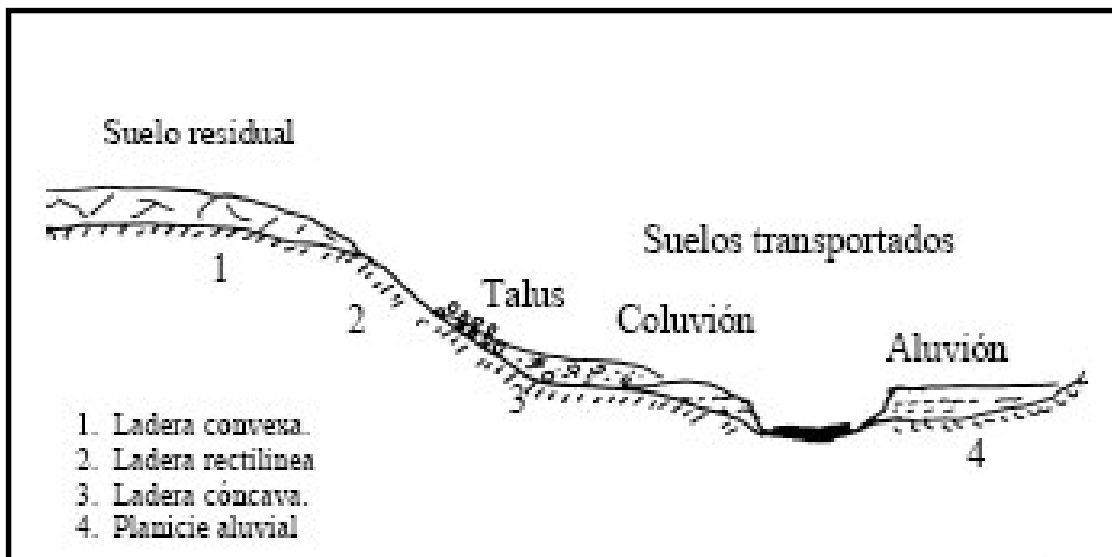 Suelo residual
1
2
Suelos transportados
Talus
Coluvión
3
Aluvión
4
1. Ladera convexa.
2. Ladera rectilinea
3. Ladera cóncava.
4. Planicie aluvial